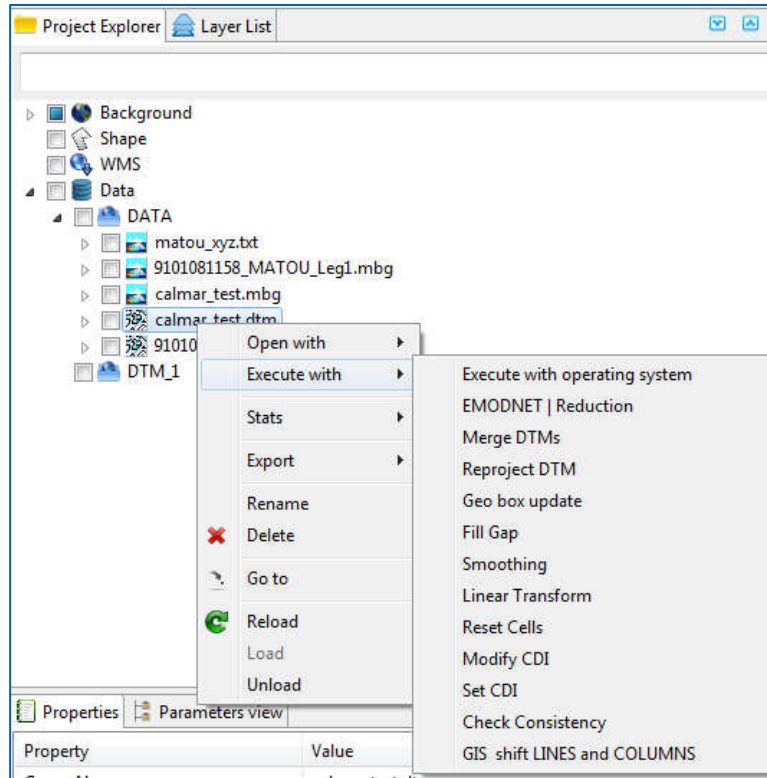 Project Explorer
Layer List
Background
Shape
WMS
Data
DATA
matou_xyz.txt
9101081158_MATOU_Leg1.mbg
calmar_test.mbg
calmar_test.dtm
91010
DTM_1
Open with
Execute with
Stats
Export
Rename
Delete
Go to
Reload
Load
Unload
Execute with operating system
EMODNET | Reduction
Merge DTMs
Reproject DTM
Geo box update
Fill Gap
Smoothing
Linear Transform
Reset Cells
Modify CDI
Set CDI
Check Consistency
GIS shift LINES and COLUMNS
Properties
Parameters view
Property
Value